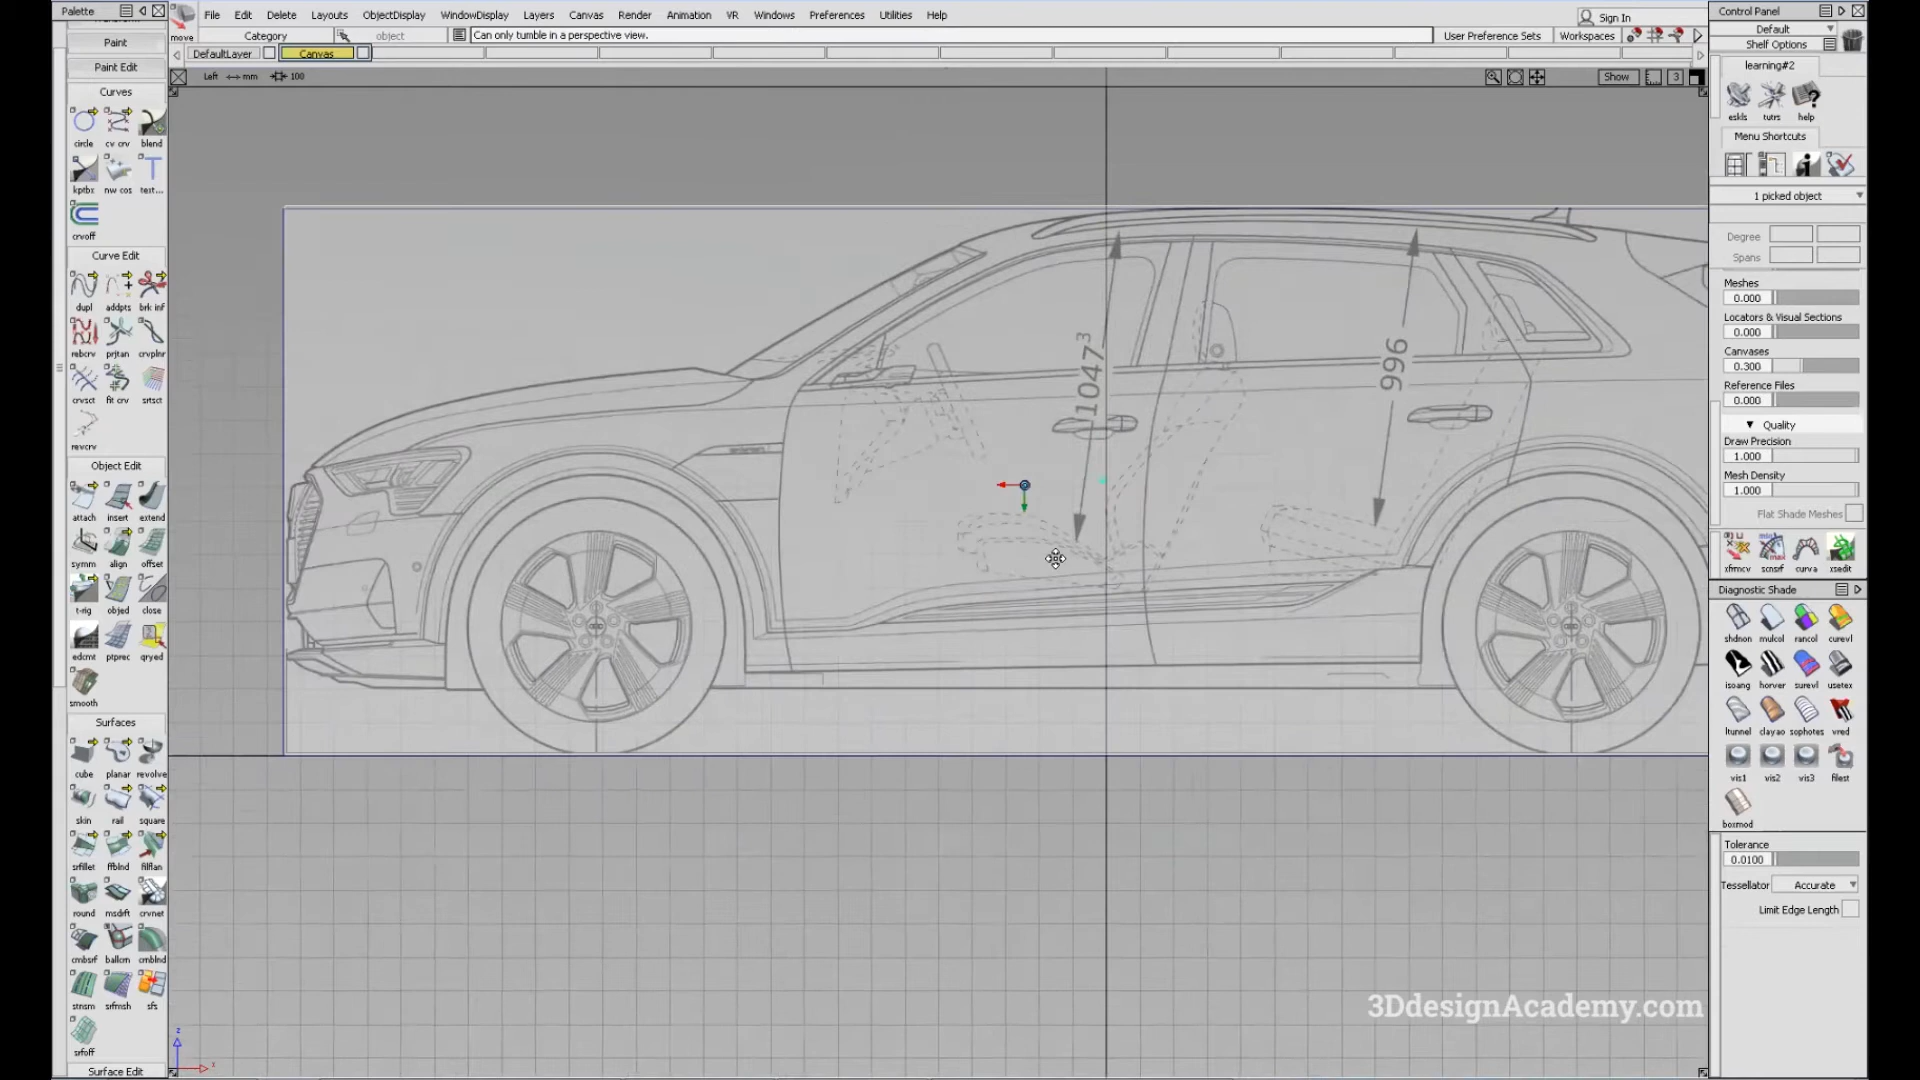 Palette
File Edit Delete Layouts ObjectDisplay WindowDisplay Layers Canvas Render Animation VR Windows Preferences Utilities Help
Sign In
Control Panel
Default
Shelf Options
move
Category
object
Can only tumble in a perspective view.
User Preference Sets
Workspaces
DefaultLayer
Canvas
Left mm 100
Show
3
Paint
Paint Edit
Curves
circle cv crv blend
kptbx nw cos text...
crvoff
Curve Edit
dupl addpts brk inf
rebcrv prjtan crvplnr
crvsct fit crv srtsct
revcrv
Object Edit
attach insert extend
symm align offset
t-rig objed close
edcmt ptprec qryed
smooth
Surfaces
cube planar revolve
skin rail square
srfillet ffblnd filflan
round msdrft crvnet
cmbsrf ballcrn cmblnd
stnsm srfmsh sfs
srfoff
Surface Edit
1047³
996
z
x
3DdesignAcademy.com
learning#2
eskls tutrs help
Menu Shortcuts
1 picked object
Degree
Spans
Meshes
0.000
Locators & Visual Sections
0.000
Canvases
0.300
Reference Files
0.000
Quality
Draw Precision
1.000
Mesh Density
1.000
Flat Shade Meshes
xfrmcv scnsrf curva xsedit
Diagnostic Shade
shdnon mulcol rancol curevl
isoang horver surevl usetex
ltunnel clayao sophotes vred
vis1 vis2 vis3 filest
boxmod
Tolerance
0.0100
Tessellator Accurate
Limit Edge Length